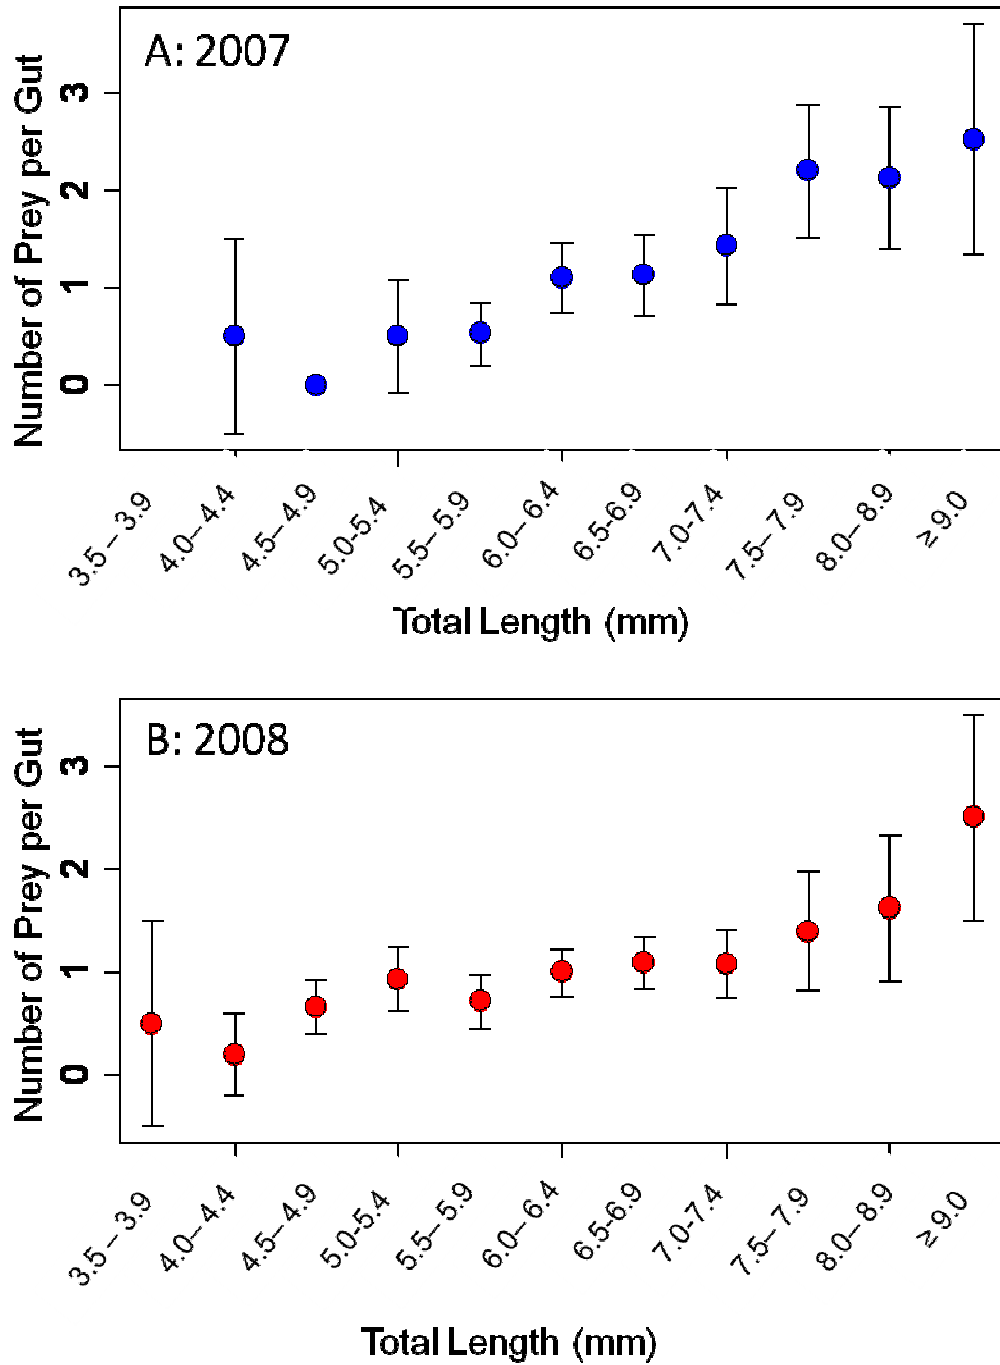 A: 2007
Number of Prey per Gut
3
2
1
0
3.5 – 3.9
4.0 – 4.4
4.5 – 4.9
5.0-5.4
5.5 – 5.9
6.0 – 6.4
6.5-6.9
7.0-7.4
7.5 – 7.9
8.0 – 8.9
≥ 9.0
Total Length (mm)
B: 2008
Number of Prey per Gut
3
2
1
0
3.5 – 3.9
4.0 – 4.4
4.5 – 4.9
5.0-5.4
5.5 – 5.9
6.0 – 6.4
6.5-6.9
7.0-7.4
7.5 – 7.9
8.0 – 8.9
≥ 9.0
Total Length (mm)